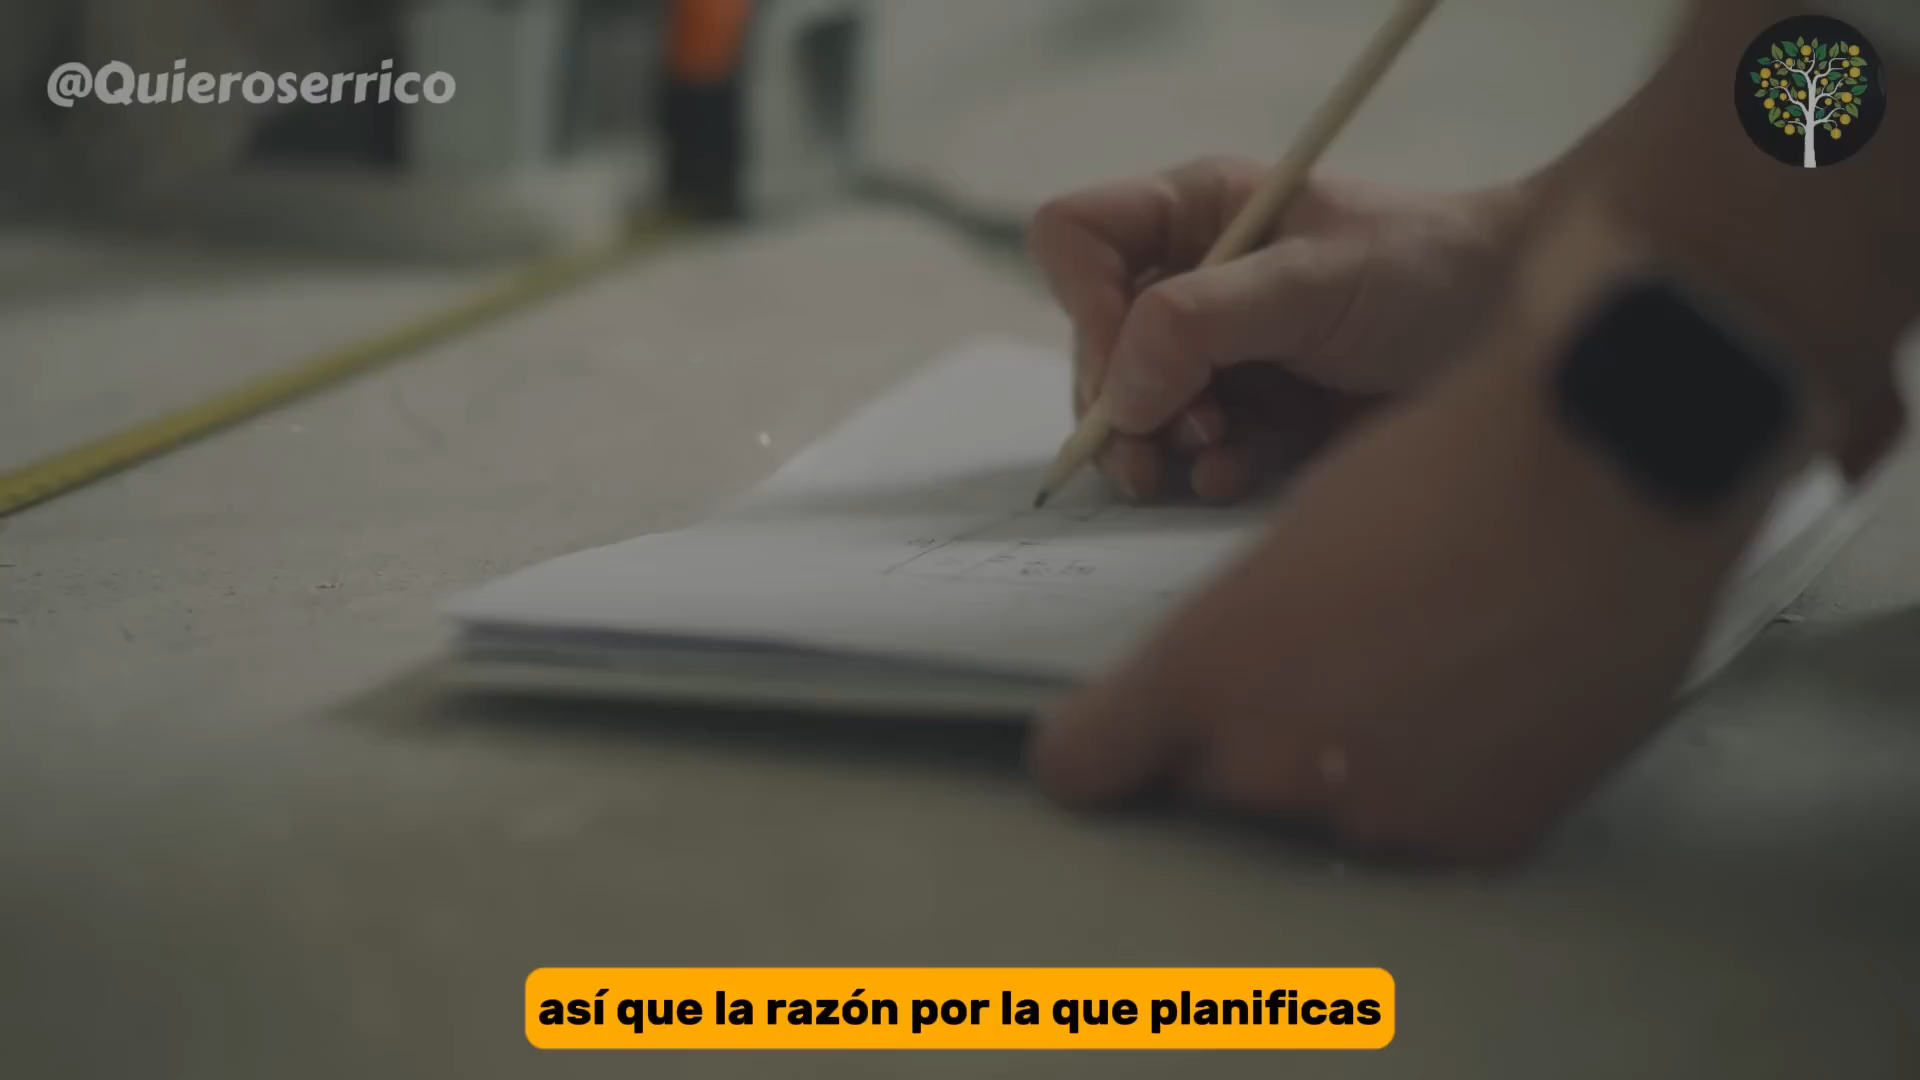 @Quieroserrico
así que la razón por la que planificas